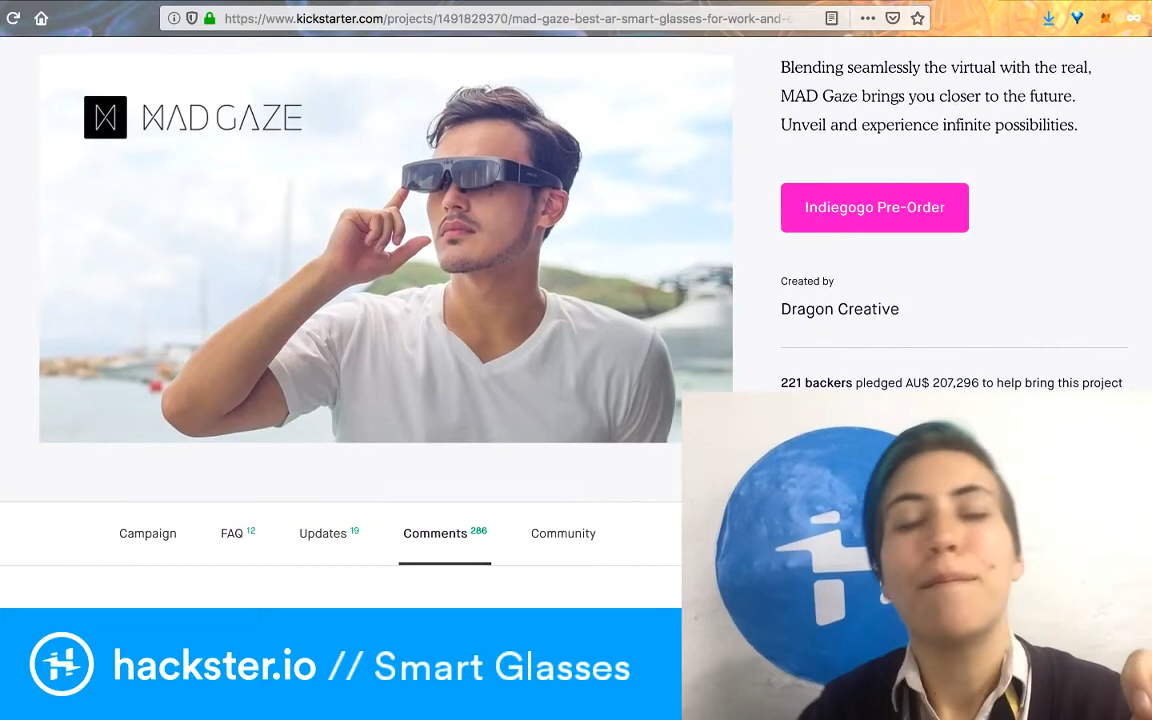 https://www.kickstarter.com/projects/1491829370/mad-gaze-best-ar-smart-glasses-for-work-and-e
MAD GAZE
Blending seamlessly the virtual with the real,
MAD Gaze brings you closer to the future.
Unveil and experience infinite possibilities.
Indiegogo Pre-Order
Created by
Dragon Creative
221 backers pledged AU$ 207,296 to help bring this project
Campaign
FAQ 12
Updates 19
Comments 286
Community
hackster.io // Smart Glasses